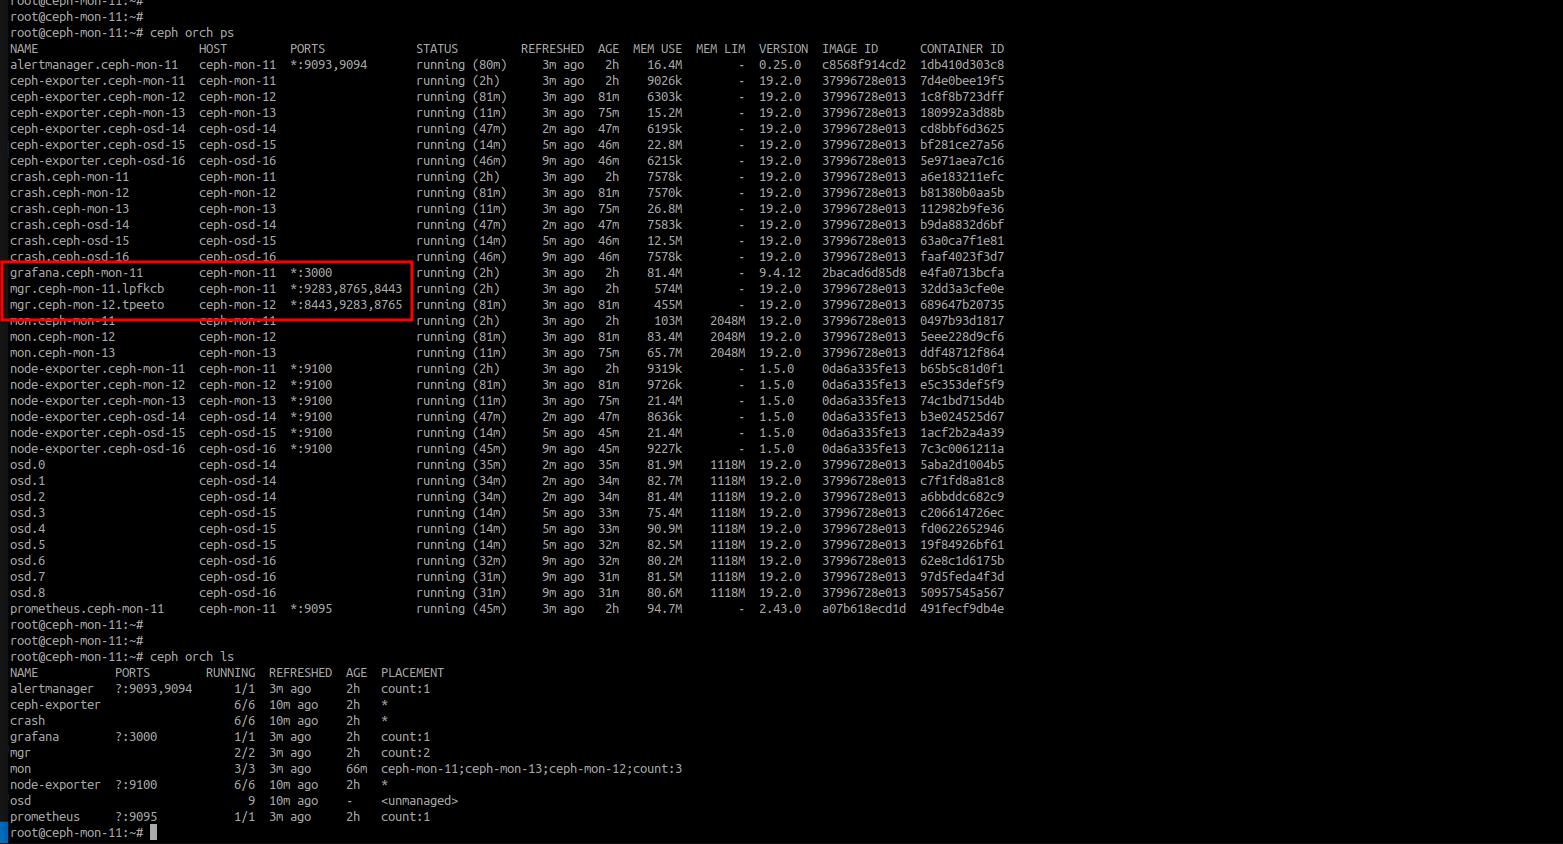 root@ceph-mon-11:~#
root@ceph-mon-11:~#
root@ceph-mon-11:~# ceph orch ps
NAME HOST PORTS STATUS REFRESHED AGE MEM USE MEM LIM VERSION IMAGE ID CONTAINER ID
alertmanager.ceph-mon-11 ceph-mon-11 *:9093,9094 running (80m) 3m ago 2h 16.4M - 0.25.0 c8568f914cd2 1db410d303c8
ceph-exporter.ceph-mon-11 ceph-mon-11 running (2h) 3m ago 2h 9026k - 19.2.0 37996728e013 7d4e0bee19f5
ceph-exporter.ceph-mon-12 ceph-mon-12 running (81m) 3m ago 81m 6303k - 19.2.0 37996728e013 1c8f8b723dff
ceph-exporter.ceph-mon-13 ceph-mon-13 running (11m) 3m ago 75m 15.2M - 19.2.0 37996728e013 180992a3d88b
ceph-exporter.ceph-osd-14 ceph-osd-14 running (47m) 2m ago 47m 6195k - 19.2.0 37996728e013 cd8bbf6d3625
ceph-exporter.ceph-osd-15 ceph-osd-15 running (14m) 5m ago 46m 22.8M - 19.2.0 37996728e013 bf281ce27a56
ceph-exporter.ceph-osd-16 ceph-osd-16 running (46m) 9m ago 46m 6215k - 19.2.0 37996728e013 5e971aea7c16
crash.ceph-mon-11 ceph-mon-11 running (2h) 3m ago 2h 7578k - 19.2.0 37996728e013 a6e183211efc
crash.ceph-mon-12 ceph-mon-12 running (81m) 3m ago 81m 7570k - 19.2.0 37996728e013 b81380b0aa5b
crash.ceph-mon-13 ceph-mon-13 running (11m) 3m ago 75m 26.8M - 19.2.0 37996728e013 112982b9fe36
crash.ceph-osd-14 ceph-osd-14 running (47m) 2m ago 47m 7583k - 19.2.0 37996728e013 b9da8832d6bf
crash.ceph-osd-15 ceph-osd-15 running (14m) 5m ago 46m 12.5M - 19.2.0 37996728e013 63a0ca7f1e81
crash.ceph-osd-16 ceph-osd-16 running (46m) 9m ago 46m 7578k - 19.2.0 37996728e013 faaf4023f3d7
grafana.ceph-mon-11 ceph-mon-11 *:3000 running (2h) 3m ago 2h 81.4M - 9.4.12 2bacad6d85d8 e4fa0713bcfa
mgr.ceph-mon-11.lpfkcb ceph-mon-11 *:9283,8765,8443 running (2h) 3m ago 2h 574M - 19.2.0 37996728e013 32dd3a3cfe0e
mgr.ceph-mon-12.tpeeto ceph-mon-12 *:8443,9283,8765 running (81m) 3m ago 81m 455M - 19.2.0 37996728e013 689647b20735
mon.ceph-mon-11 ceph-mon-11 running (2h) 3m ago 2h 103M 2048M 19.2.0 37996728e013 0497b93d1817
mon.ceph-mon-12 ceph-mon-12 running (81m) 3m ago 81m 83.4M 2048M 19.2.0 37996728e013 5eee228d9cf6
mon.ceph-mon-13 ceph-mon-13 running (11m) 3m ago 75m 65.7M 2048M 19.2.0 37996728e013 ddf48712f864
node-exporter.ceph-mon-11 ceph-mon-11 *:9100 running (2h) 3m ago 2h 9319k - 1.5.0 0da6a335fe13 b65b5c81d0f1
node-exporter.ceph-mon-12 ceph-mon-12 *:9100 running (81m) 3m ago 81m 9726k - 1.5.0 0da6a335fe13 e5c353def5f9
node-exporter.ceph-mon-13 ceph-mon-13 *:9100 running (11m) 3m ago 75m 21.4M - 1.5.0 0da6a335fe13 74c1bd715d4b
node-exporter.ceph-osd-14 ceph-osd-14 *:9100 running (47m) 2m ago 47m 8636k - 1.5.0 0da6a335fe13 b3e024525d67
node-exporter.ceph-osd-15 ceph-osd-15 *:9100 running (14m) 5m ago 45m 21.4M - 1.5.0 0da6a335fe13 1acf2b2a4a39
node-exporter.ceph-osd-16 ceph-osd-16 *:9100 running (45m) 9m ago 45m 9227k - 1.5.0 0da6a335fe13 7c3c0061211a
osd.0 ceph-osd-14 running (35m) 2m ago 35m 81.9M 1118M 19.2.0 37996728e013 5aba2d1004b5
osd.1 ceph-osd-14 running (34m) 2m ago 34m 82.7M 1118M 19.2.0 37996728e013 c7f1fd8a81c8
osd.2 ceph-osd-14 running (34m) 2m ago 34m 81.4M 1118M 19.2.0 37996728e013 a6bbddc682c9
osd.3 ceph-osd-15 running (14m) 5m ago 33m 75.4M 1118M 19.2.0 37996728e013 c206614726ec
osd.4 ceph-osd-15 running (14m) 5m ago 33m 90.9M 1118M 19.2.0 37996728e013 fd0622652946
osd.5 ceph-osd-15 running (14m) 5m ago 32m 82.5M 1118M 19.2.0 37996728e013 19f84926bf61
osd.6 ceph-osd-16 running (32m) 9m ago 32m 80.2M 1118M 19.2.0 37996728e013 62e8c1d6175b
osd.7 ceph-osd-16 running (31m) 9m ago 31m 81.5M 1118M 19.2.0 37996728e013 97d5feda4f3d
osd.8 ceph-osd-16 running (31m) 9m ago 31m 80.6M 1118M 19.2.0 37996728e013 50957545a567
prometheus.ceph-mon-11 ceph-mon-11 *:9095 running (45m) 3m ago 2h 94.7M - 2.43.0 a07b618ecd1d 491fecf9db4e
root@ceph-mon-11:~#
root@ceph-mon-11:~#
root@ceph-mon-11:~# ceph orch ls
NAME PORTS RUNNING REFRESHED AGE PLACEMENT
alertmanager ?:9093,9094 1/1 3m ago 2h count:1
ceph-exporter 6/6 10m ago 2h *
crash 6/6 10m ago 2h *
grafana ?:3000 1/1 3m ago 2h count:1
mgr 2/2 3m ago 2h count:2
mon 3/3 3m ago 66m ceph-mon-11;ceph-mon-13;ceph-mon-12;count:3
node-exporter ?:9100 6/6 10m ago 2h *
osd 9 10m ago - <unmanaged>
prometheus ?:9095 1/1 3m ago 2h count:1
root@ceph-mon-11:~#